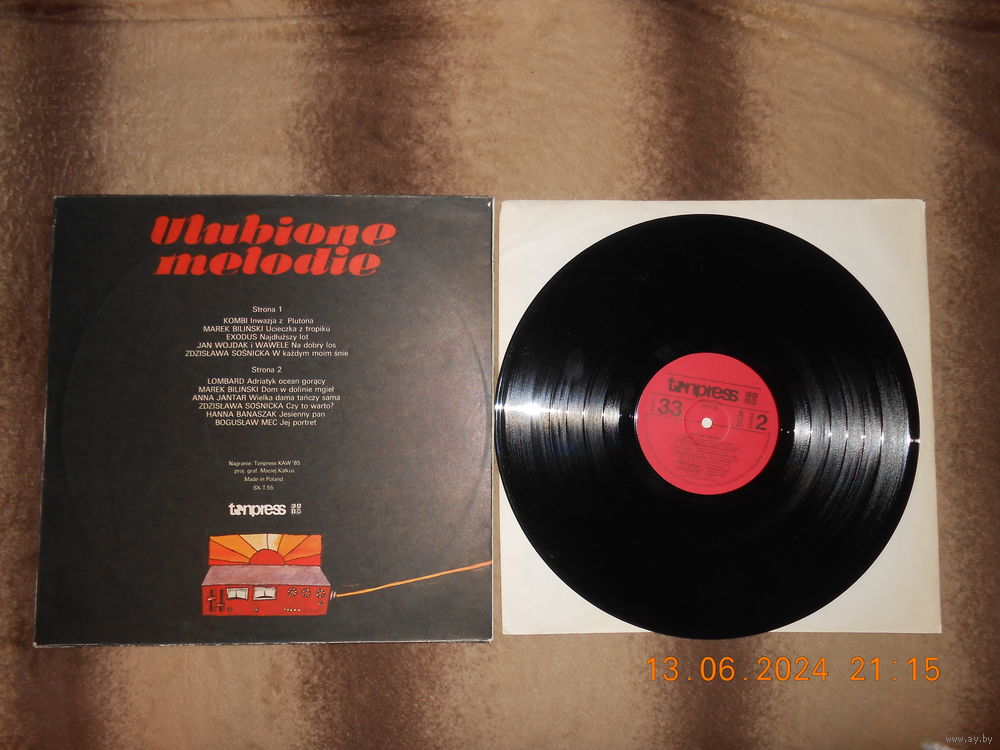 Ulubione
melodie
Strona 1
KOMBI Inwazja z Plutona
MAREK BILIŃSKI Ucieczka z tropiku
EXODUS Najdłuższy lot
JAN WOJDAK i WAWELE Na dobry los
ZDZISŁAWA SOŚNICKA W każdym moim śnie
Strona 2
LOMBARD Adriatyk ocean gorący
MAREK BILIŃSKI Dom w dolinie mgieł
ANNA JANTAR Wielka dama tańczy sama
ZDZISŁAWA SOŚNICKA Czy to warto?
HANNA BANASZAK Jesienny pan
BOGUSŁAW MEC Jej portret
Nagranie: Tonpress KAW '85
proj. graf. Maciej Kałkus
Made in Poland
SX-T 55
tonpress
tonpress
33
2
13.06.2024 21:15
www.ay.by